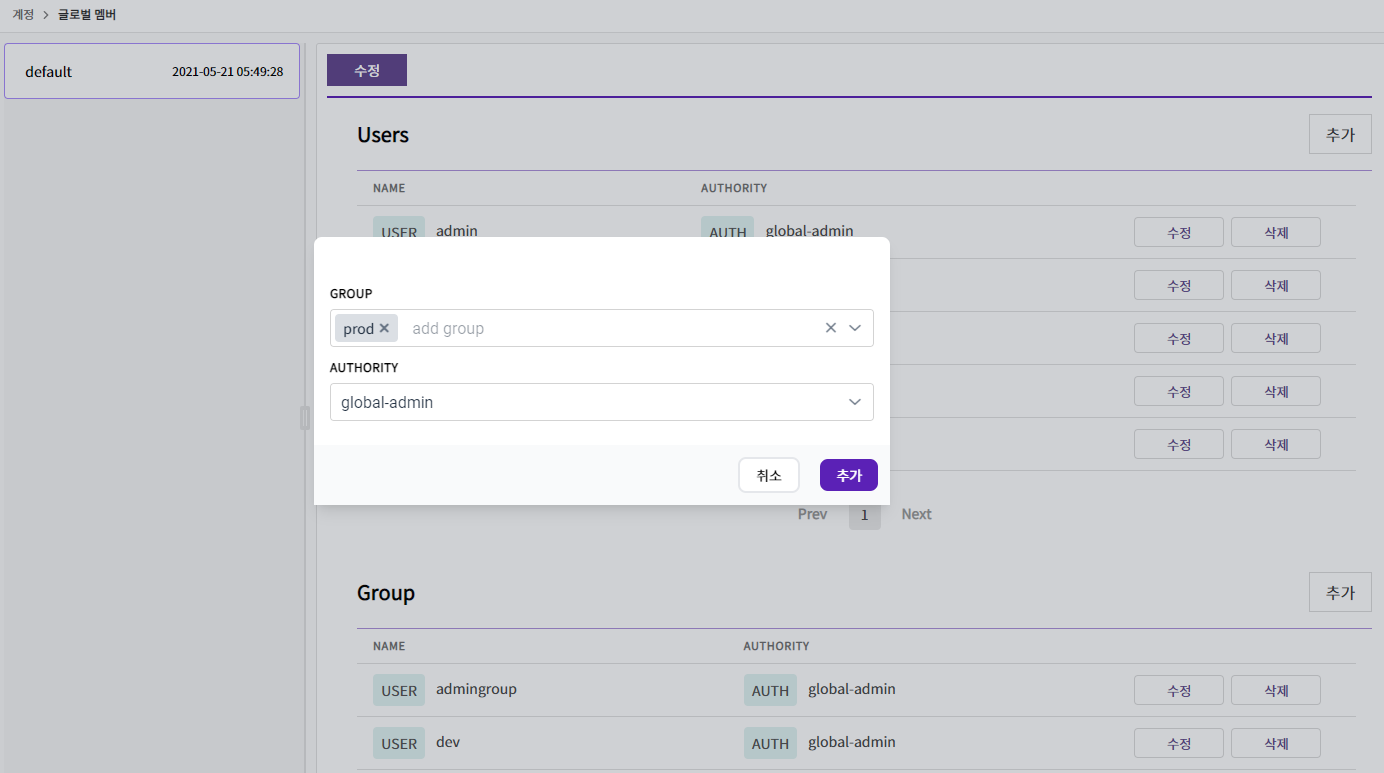 계정 > 글로벌 멤버
default 2021-05-21 05:49:28
수정
Users 추가
NAME AUTHORITY
USER admin AUTH global-admin 수정 삭제
수정 삭제
수정 삭제
수정 삭제
수정 삭제
GROUP
prod × add group ×
AUTHORITY
global-admin
취소 추가
Prev 1 Next
Group 추가
NAME AUTHORITY
USER admingroup AUTH global-admin 수정 삭제
USER dev AUTH global-admin 수정 삭제